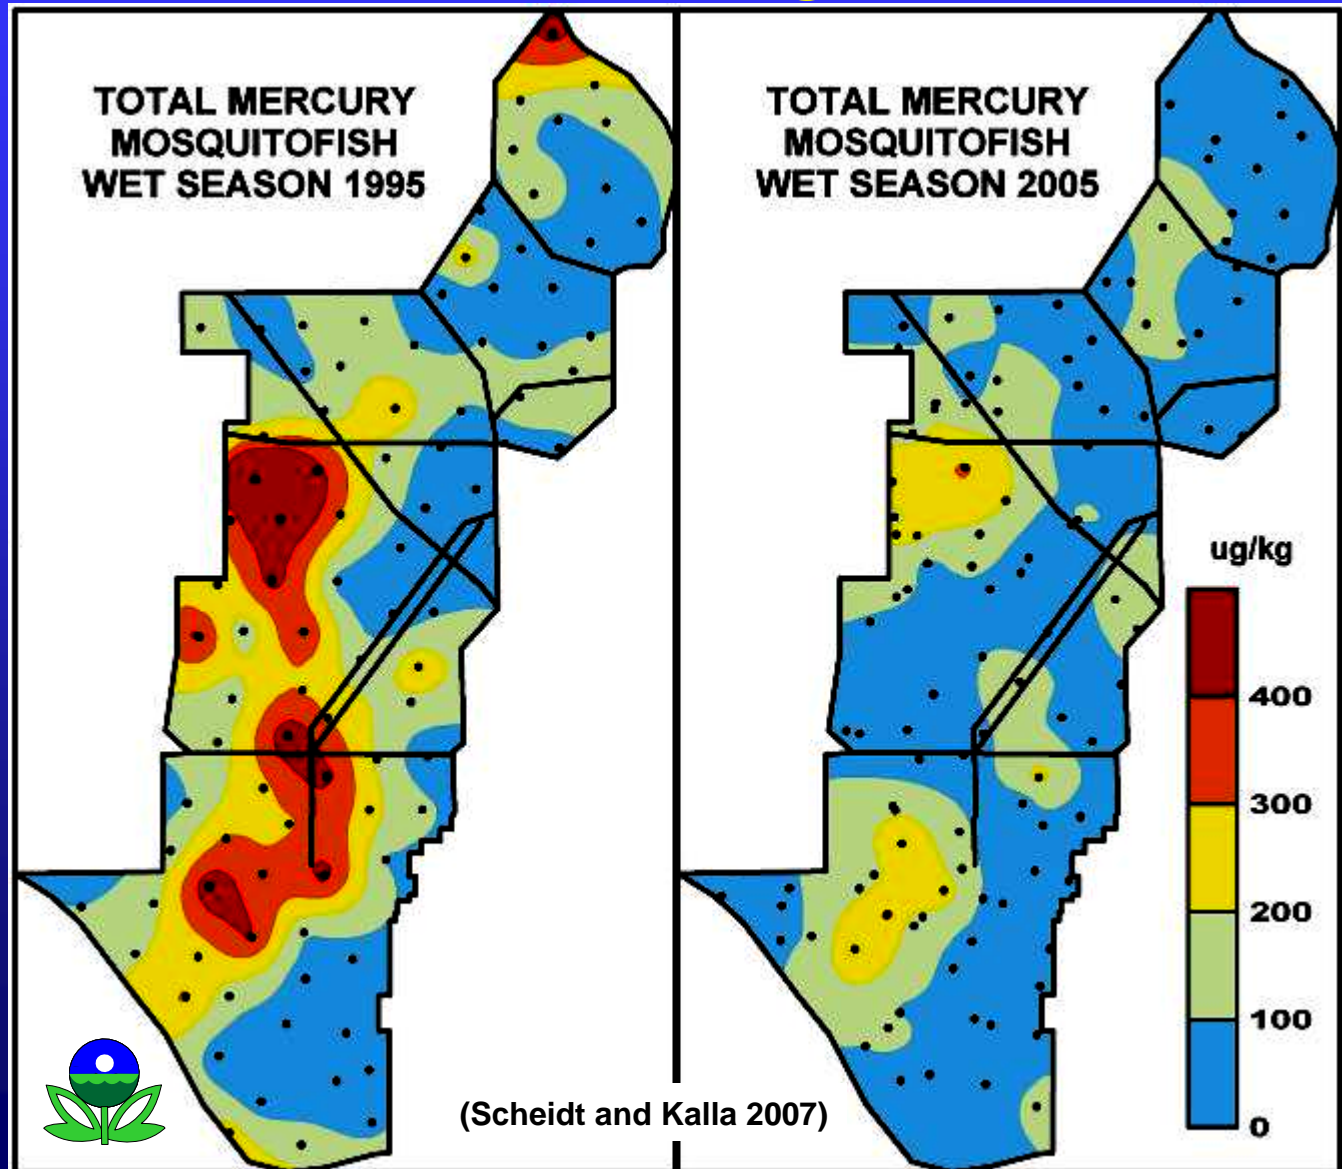 TOTAL MERCURY
MOSQUITOFISH
WET SEASON 1995
TOTAL MERCURY
MOSQUITOFISH
WET SEASON 2005
ug/kg
400
300
200
100
0
(Scheidt and Kalla 2007)